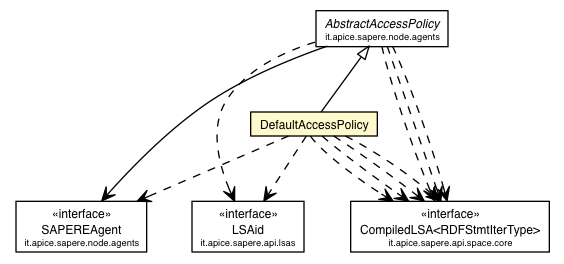 AbstractAccessPolicy
it.apice.sapere.node.agents
DefaultAccessPolicy
«interface»
SAPEREAgent
it.apice.sapere.node.agents
«interface»
LSAid
it.apice.sapere.api.lsas
«interface»
CompiledLSA<RDFStmtIterType>
it.apice.sapere.api.space.core